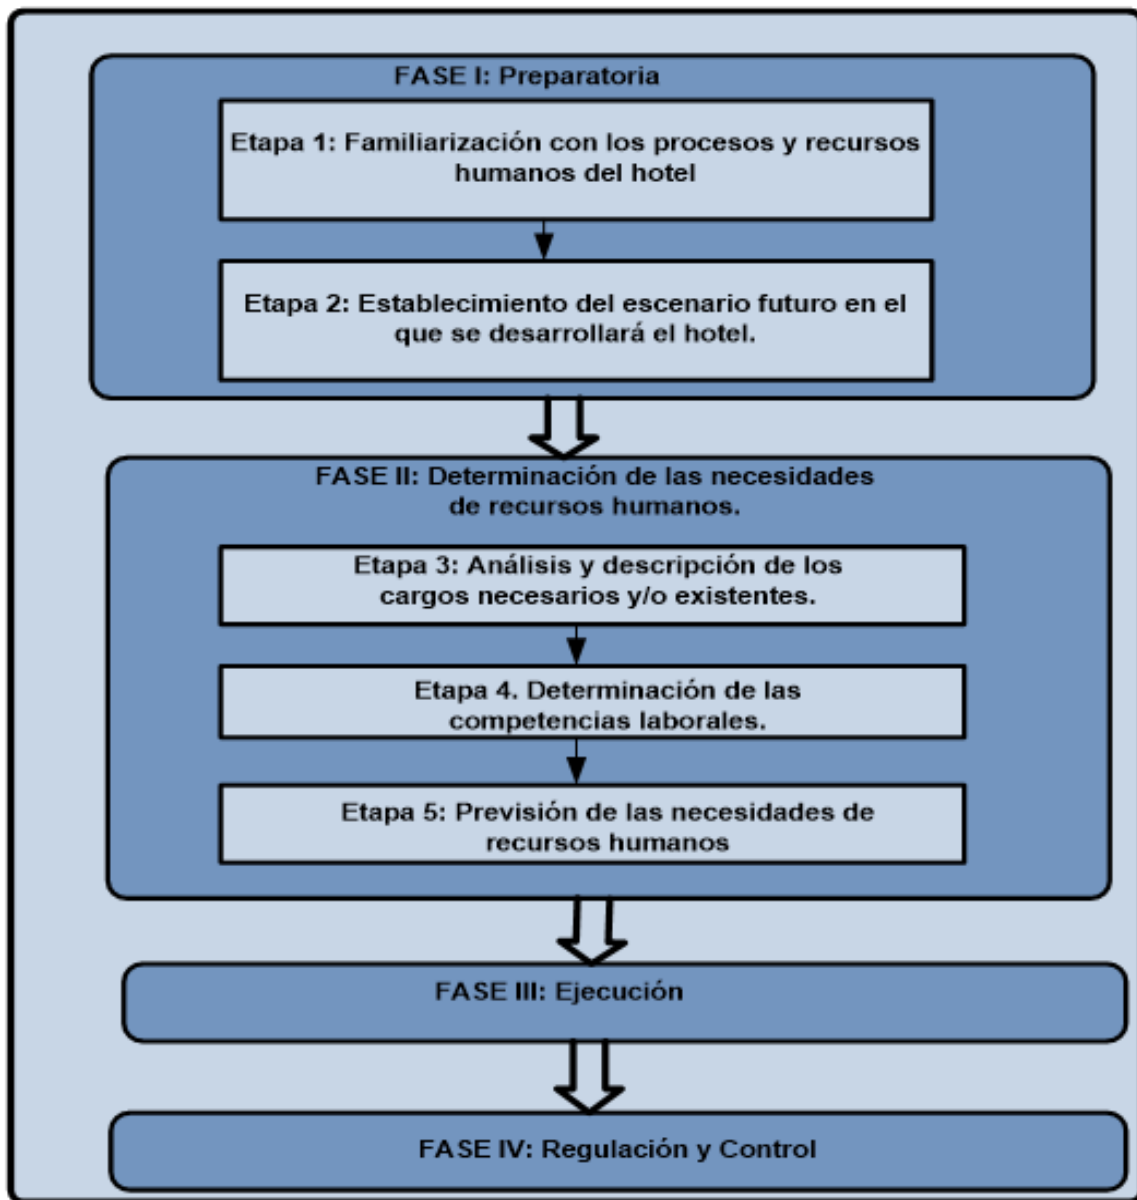 FASE I: Preparatoria
Etapa 1: Familiarización con los procesos y recursos
humanos del hotel
Etapa 2: Establecimiento del escenario futuro en el
que se desarrollará el hotel.
FASE II: Determinación de las necesidades
de recursos humanos.
Etapa 3: Análisis y descripción de los
cargos necesarios y/o existentes.
Etapa 4. Determinación de las
competencias laborales.
Etapa 5: Previsión de las necesidades de
recursos humanos
FASE III: Ejecución
FASE IV: Regulación y Control